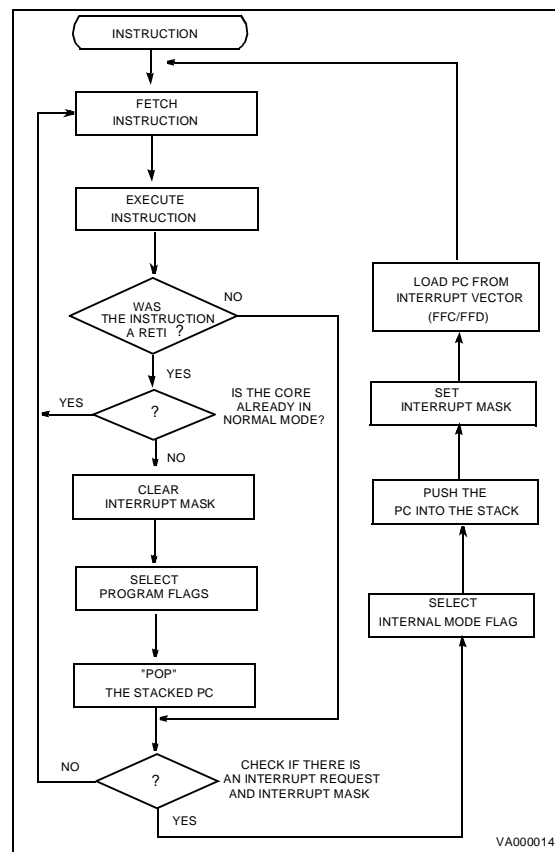 INSTRUCTION
FETCH
INSTRUCTION
EXECUTE
INSTRUCTION
WAS
THE INSTRUCTION
A RETI ?
NO
YES
?
IS THE CORE
ALREADY IN
NORMAL MODE?
YES
NO
CLEAR
INTERRUPT MASK
SELECT
PROGRAM FLAGS
"POP"
THE STACKED PC
?
CHECK IF THERE IS
AN INTERRUPT REQUEST
AND INTERRUPT MASK
NO
YES
SELECT
INTERNAL MODE FLAG
PUSH THE
PC INTO THE STACK
SET
INTERRUPT MASK
LOAD PC FROM
INTERRUPT VECTOR
(FFC/FFD)
VA000014